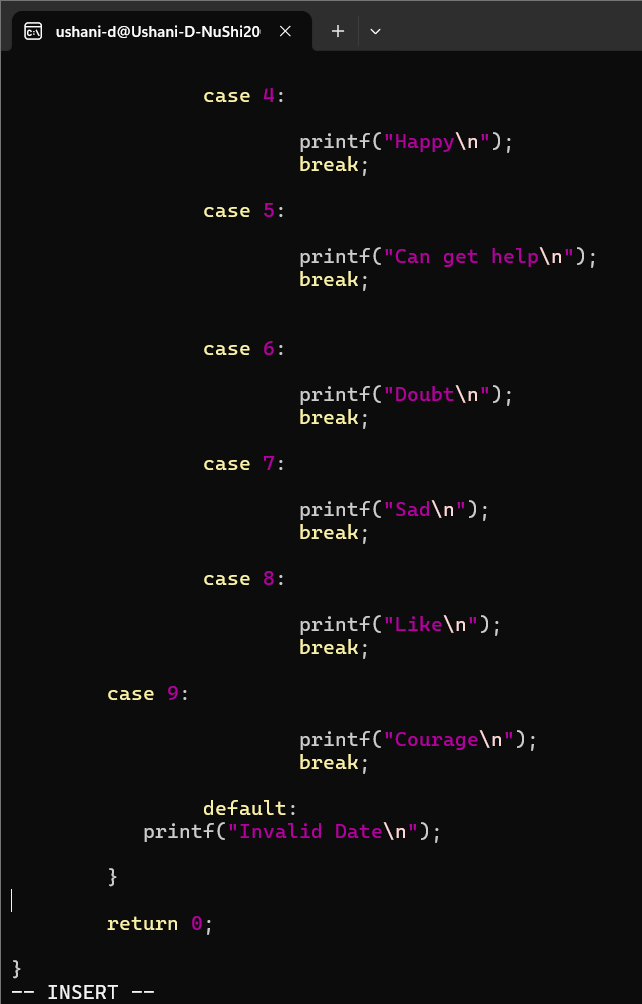 ushani-d@Ushani-D-NuShi20
case 4:
printf("Happy\n");
break;
case 5:
printf("Can get help\n");
break;
case 6:
printf("Doubt\n");
break;
case 7:
printf("Sad\n");
break;
case 8:
printf("Like\n");
break;
case 9:
printf("Courage\n");
break;
default:
printf("Invalid Date\n");
}
return 0;
}
-- INSERT --